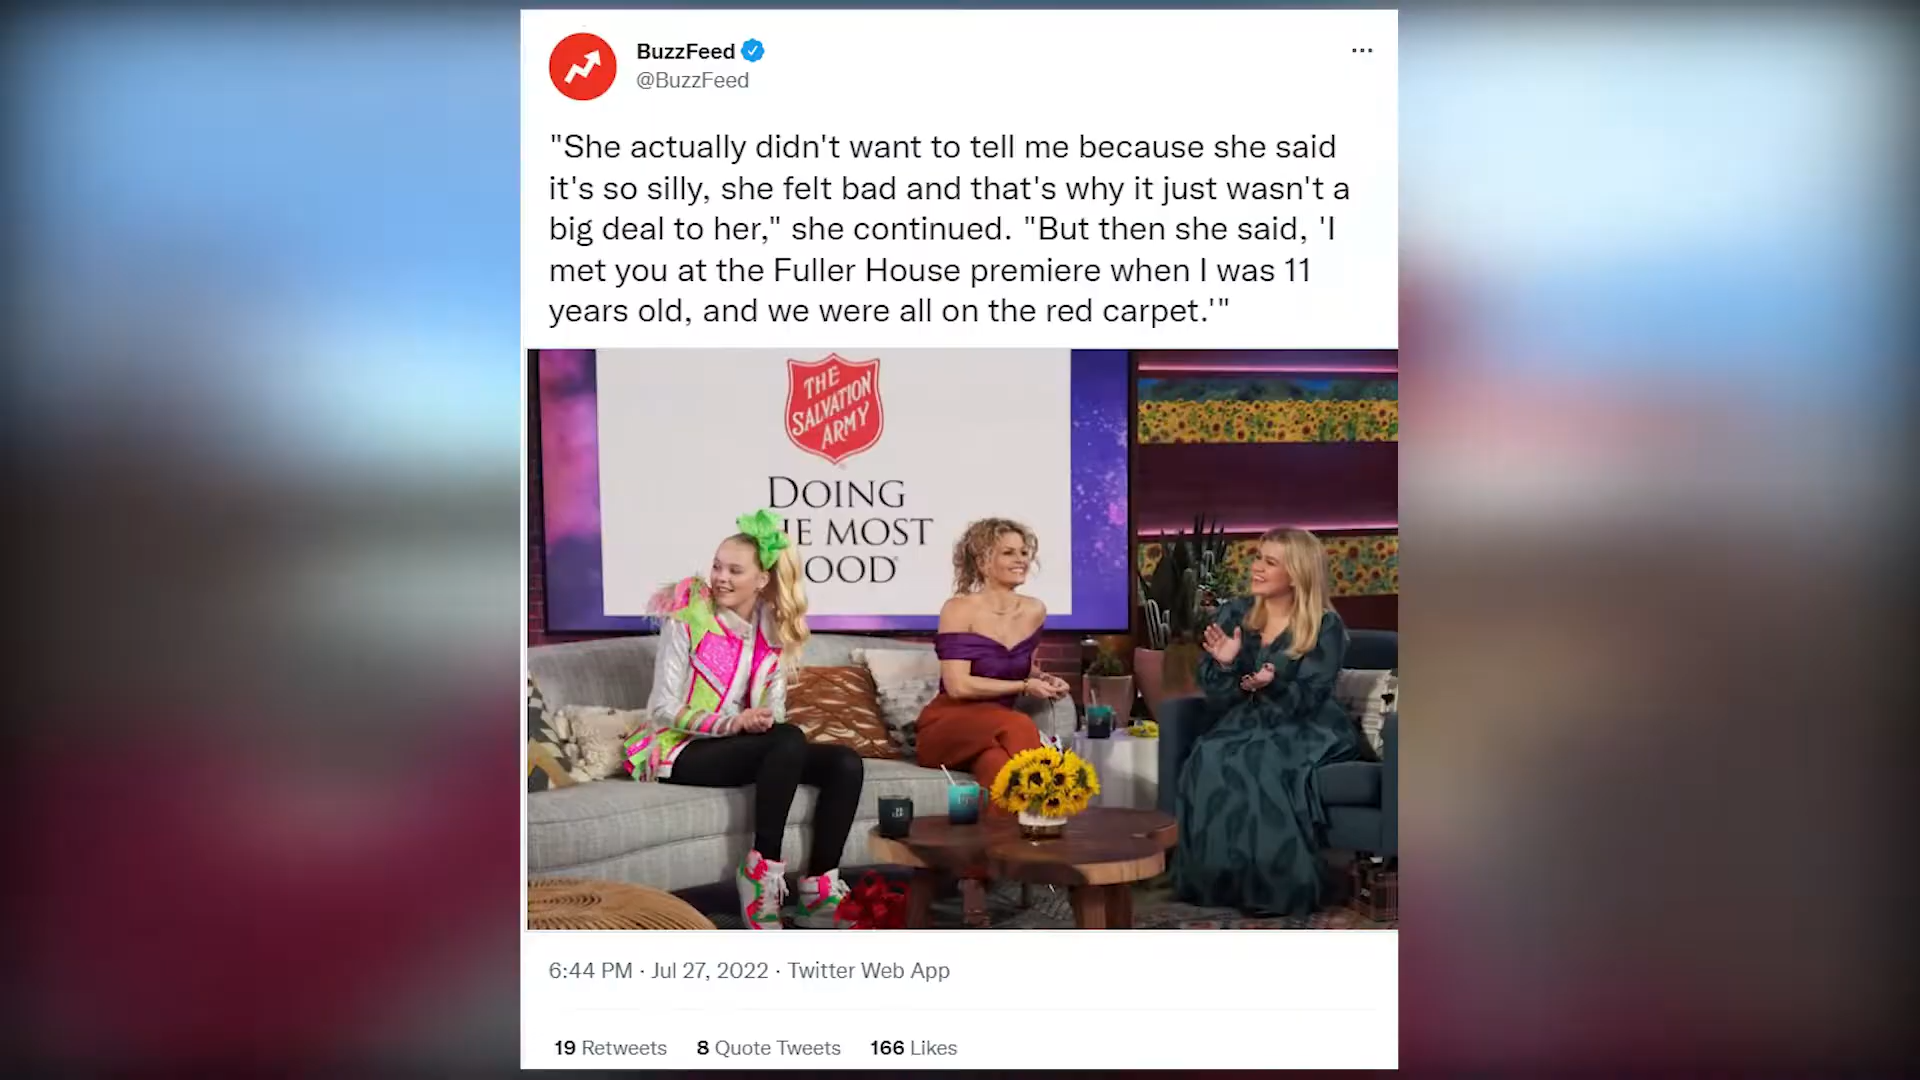 BuzzFeed
@BuzzFeed
"She actually didn't want to tell me because she said
it's so silly, she felt bad and that's why it just wasn't a
big deal to her," she continued. "But then she said, 'I
met you at the Fuller House premiere when I was 11
years old, and we were all on the red carpet.'"
THE
SALVATION
ARMY
DOING
HE MOST
OOD
6:44 PM · Jul 27, 2022 · Twitter Web App
19 Retweets 8 Quote Tweets 166 Likes